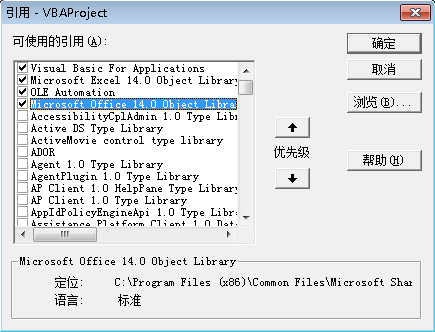 引用 - VBAProject
可使用的引用(A):
Visual Basic For Applications
Microsoft Excel 14.0 Object Library
OLE Automation
Microsoft Office 14.0 Object Librar
AccessibilityCplAdmin 1.0 Type Libr
Active DS Type Library
ActiveMovie control type library
ADOR
Agent 1.0 Type Library
AgentPlugin 1.0 Type Library
AP Client 1.0 HelpPane Type Library
AP Client 1.0 Type Library
AppIdPolicyEngineApi 1.0 Type Libr
Assistance Platform Client 1.0 Dat
优先级
确定
取消
浏览(B)...
帮助(H)
Microsoft Office 14.0 Object Library
定位: C:\Program Files (x86)\Common Files\Microsoft Shar
语言: 标准